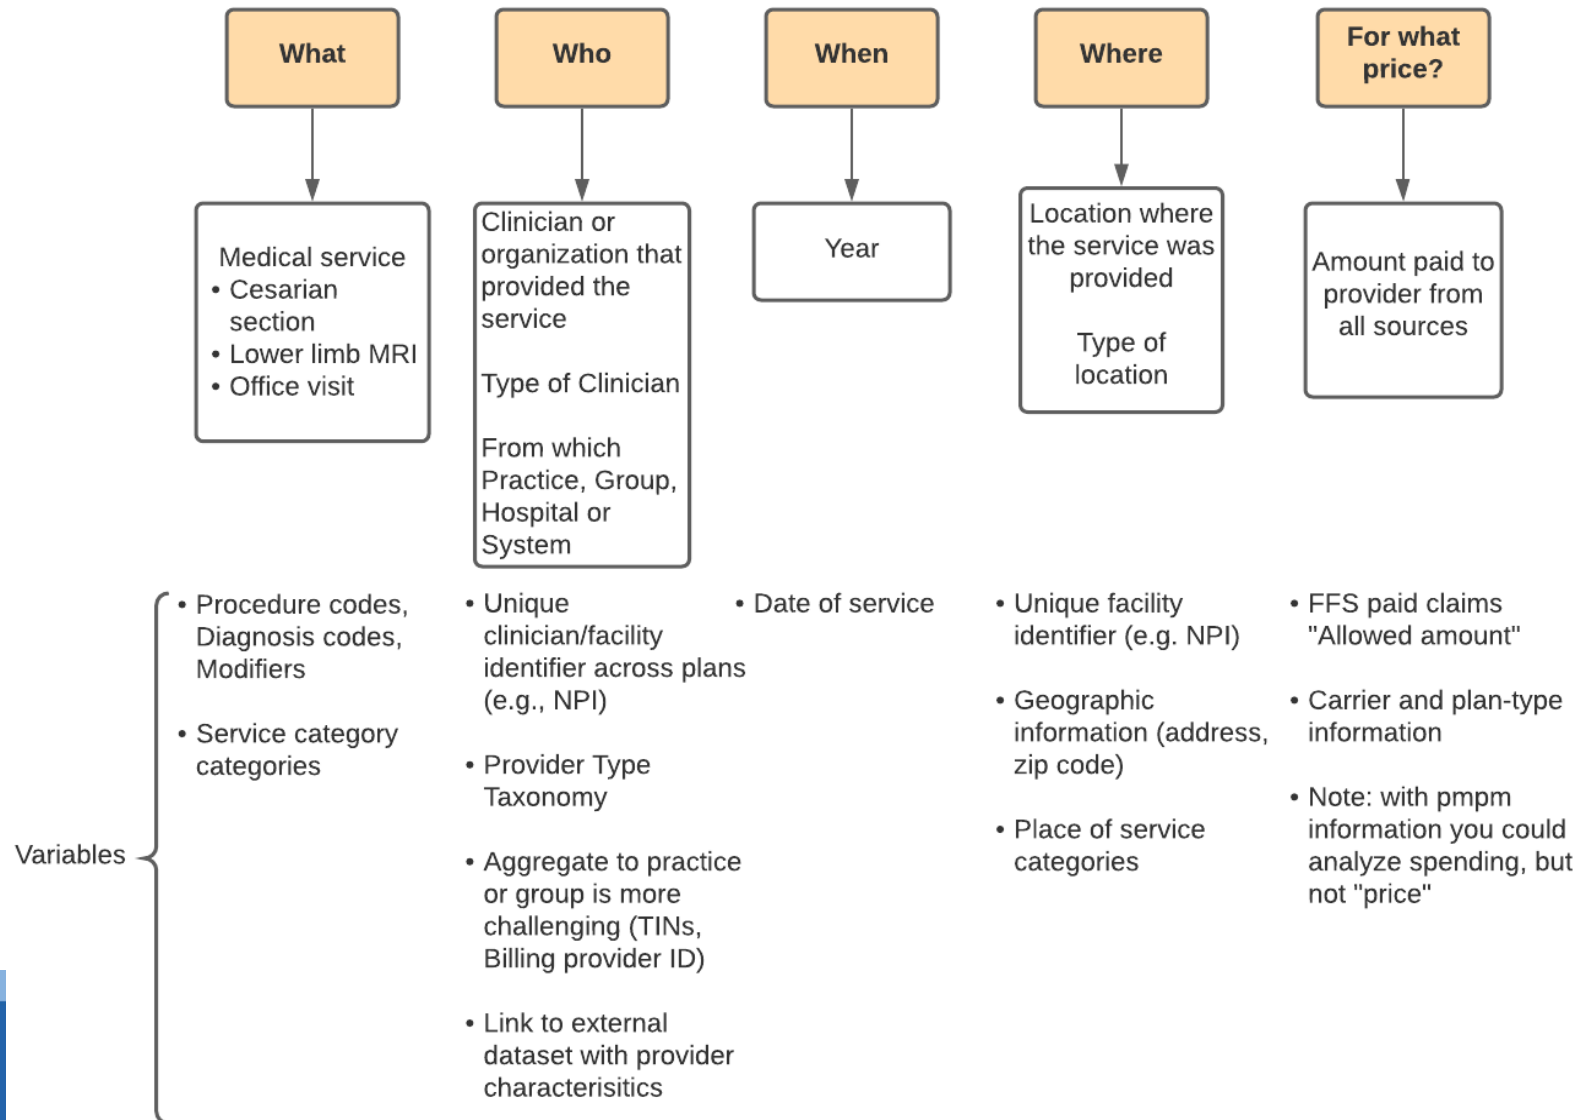 What
Who
When
Where
For what
price?
Medical service
• Cesarian
section
• Lower limb MRI
• Office visit
Clinician or
organization that
provided the
service
Type of Clinician
From which
Practice, Group,
Hospital or
System
Year
Location where
the service was
provided
Type of
location
Amount paid to
provider from
all sources
Variables
• Procedure codes,
Diagnosis codes,
Modifiers
• Service category
categories
• Unique
clinician/facility
identifier across plans
(e.g., NPI)
• Provider Type
Taxonomy
• Aggregate to practice
or group is more
challenging (TINs,
Billing provider ID)
• Link to external
dataset with provider
characterisitics
• Date of service
• Unique facility
identifier (e.g. NPI)
• Geographic
information (address,
zip code)
• Place of service
categories
• FFS paid claims
"Allowed amount"
• Carrier and plan-type
information
• Note: with pmpm
information you could
analyze spending, but
not "price"